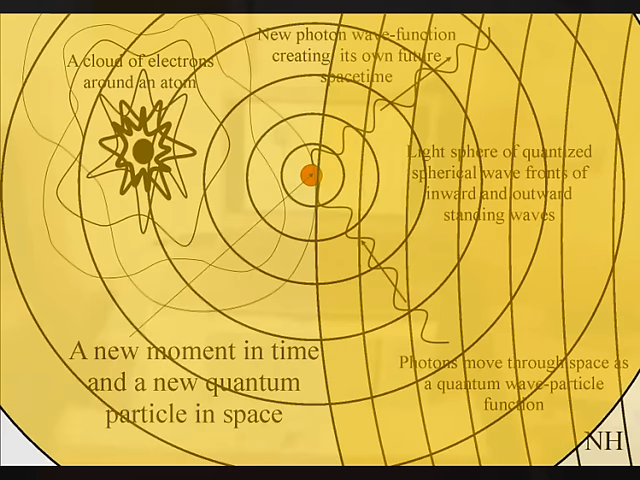 New photon wave-function
creating its own future
spacetime
A cloud of electrons
around an atom
Light sphere of quantized
spherical wave fronts of
inward and outward
standing waves
A new moment in time
and a new quantum
particle in space
Photons move through space as
a quantum wave-particle
function
NH